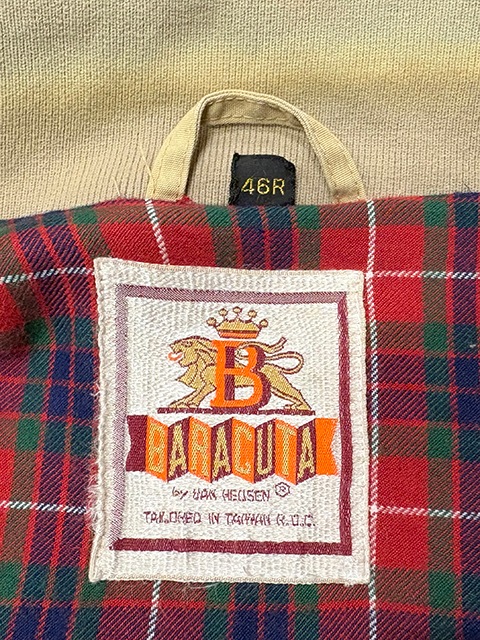 46R
B
BARACUTA
by VAN HEUSEN ®
TAILORED IN TAIWAN R.O.C.